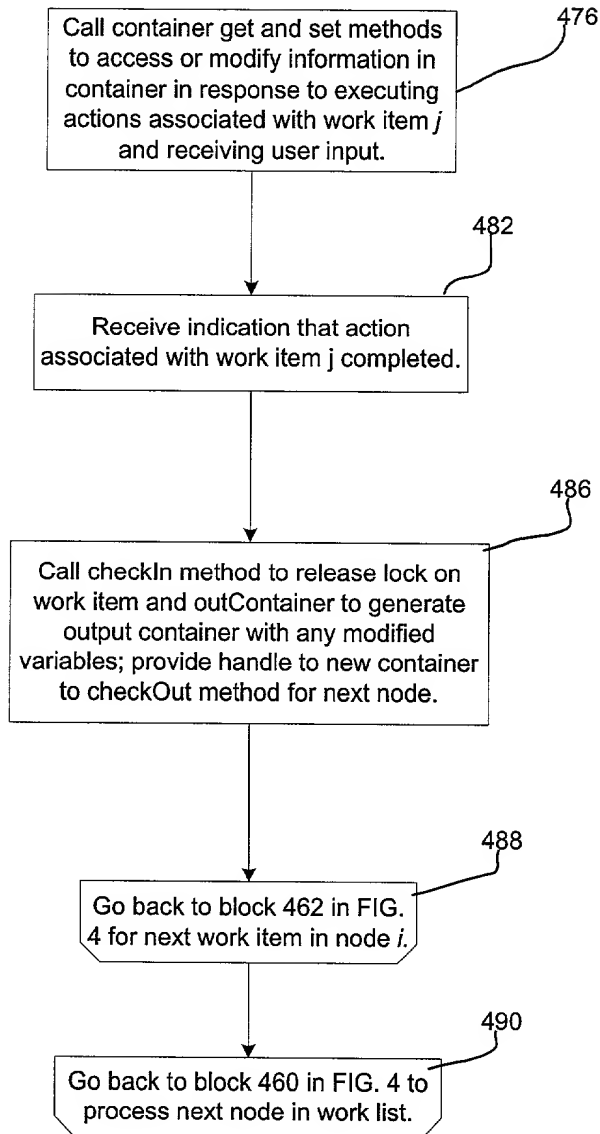 Call container get and set methods
to access or modify information in
container in response to executing
actions associated with work item j
and receiving user input.
476
482
Receive indication that action
associated with work item j completed.
486
Call checkIn method to release lock on
work item and outContainer to generate
output container with any modified
variables; provide handle to new container
to checkOut method for next node.
488
Go back to block 462 in FIG.
4 for next work item in node i.
490
Go back to block 460 in FIG. 4 to
process next node in work list.